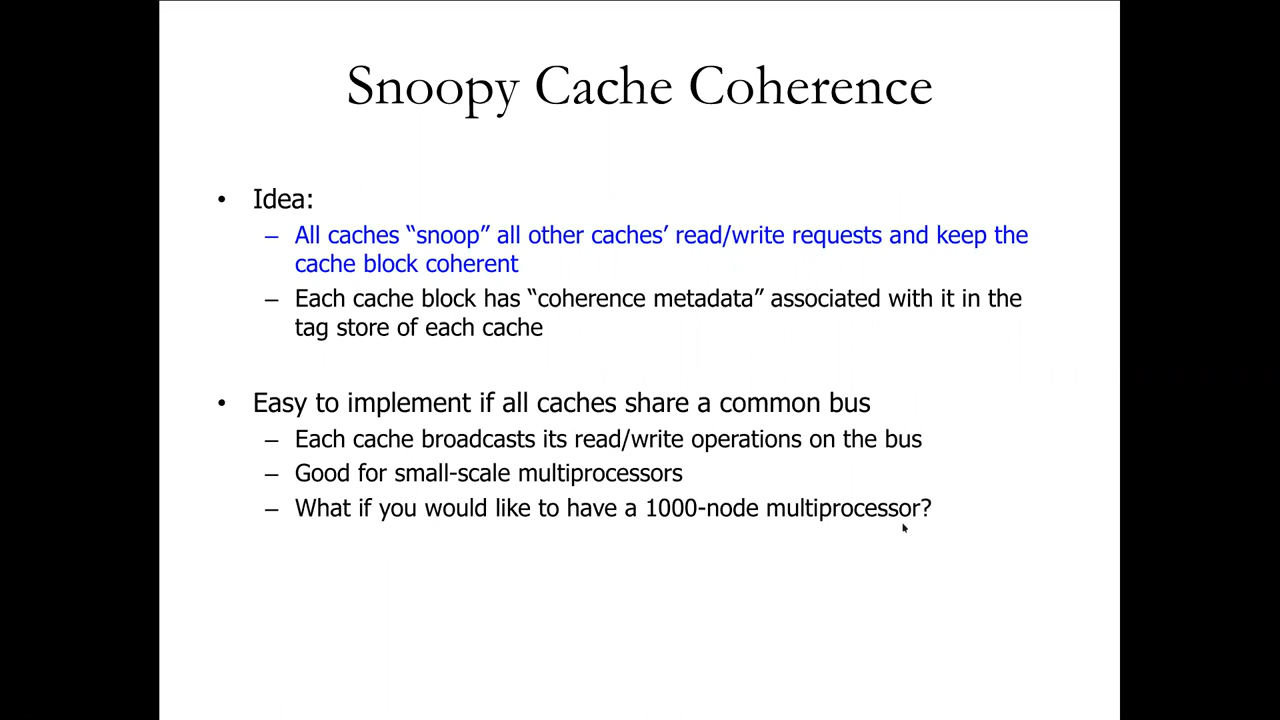 Snoopy Cache Coherence
• Idea:
– All caches “snoop” all other caches’ read/write requests and keep the
cache block coherent
– Each cache block has “coherence metadata” associated with it in the
tag store of each cache
• Easy to implement if all caches share a common bus
– Each cache broadcasts its read/write operations on the bus
– Good for small-scale multiprocessors
– What if you would like to have a 1000-node multiprocessor?